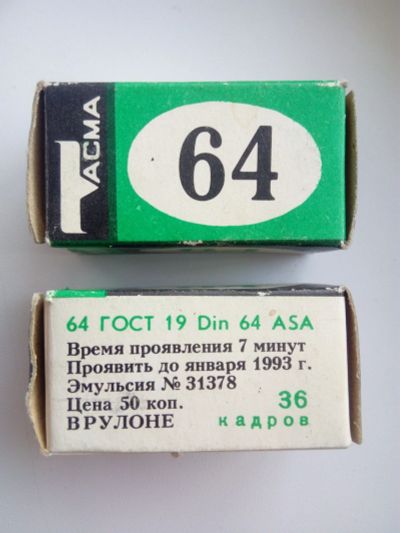 ТАСМА
64
64 ГОСТ 19 Din 64 ASA
Время проявления 7 минут
Проявить до января 1993 г.
Эмульсия № 31378
Цена 50 коп.
В РУЛОНЕ
36
кадров